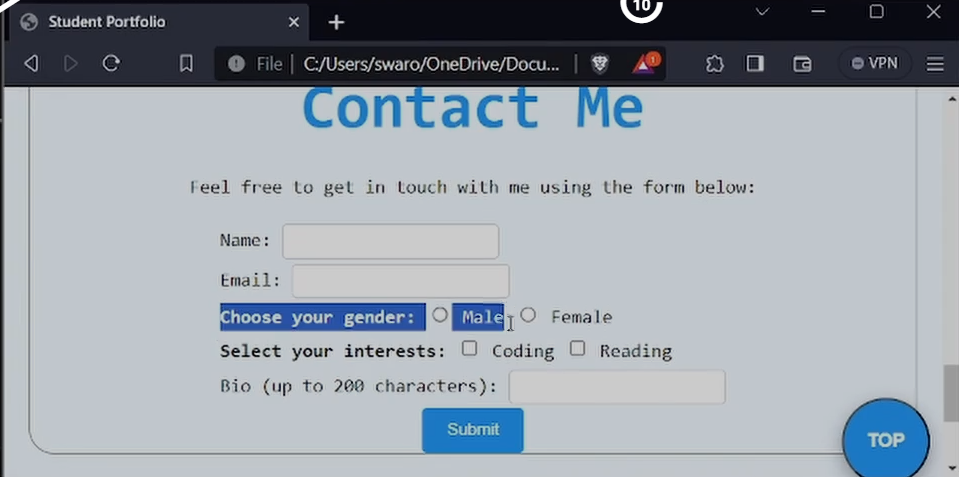 10
Student Portfolio
File C:/Users/swaro/OneDrive/Docu... 1 VPN
Contact Me
Feel free to get in touch with me using the form below:
Name:
Email:
Choose your gender: Male Female
Select your interests: Coding Reading
Bio (up to 200 characters):
Submit
TOP